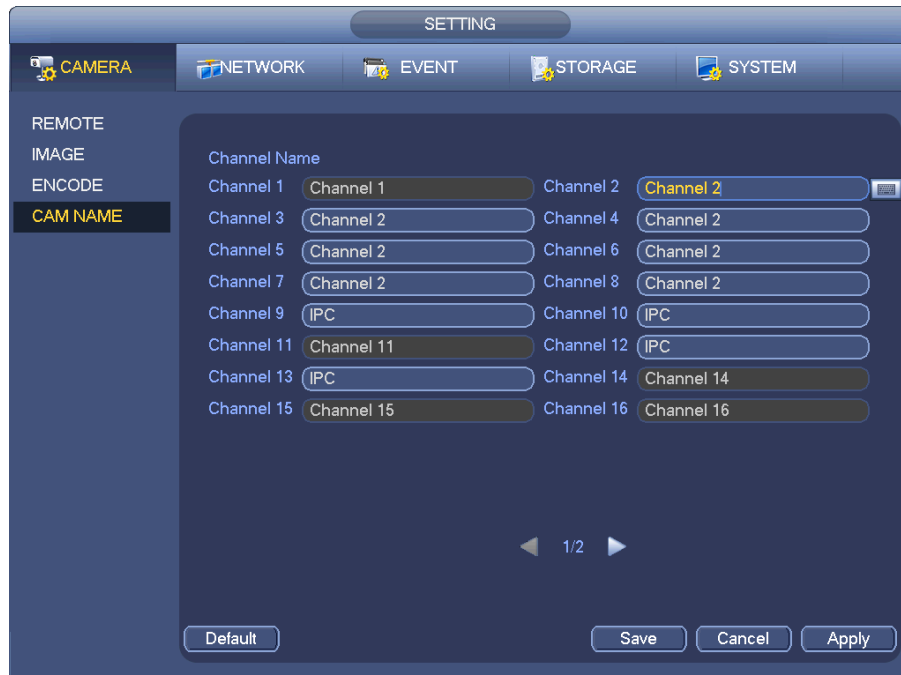 SETTING
CAMERA NETWORK EVENT STORAGE SYSTEM
REMOTE
IMAGE
ENCODE
CAM NAME
Channel Name
Channel 1 Channel 1 Channel 2 Channel 2
Channel 3 Channel 2 Channel 4 Channel 2
Channel 5 Channel 2 Channel 6 Channel 2
Channel 7 Channel 2 Channel 8 Channel 2
Channel 9 IPC Channel 10 IPC
Channel 11 Channel 11 Channel 12 IPC
Channel 13 IPC Channel 14 Channel 14
Channel 15 Channel 15 Channel 16 Channel 16
1/2
Default Save Cancel Apply